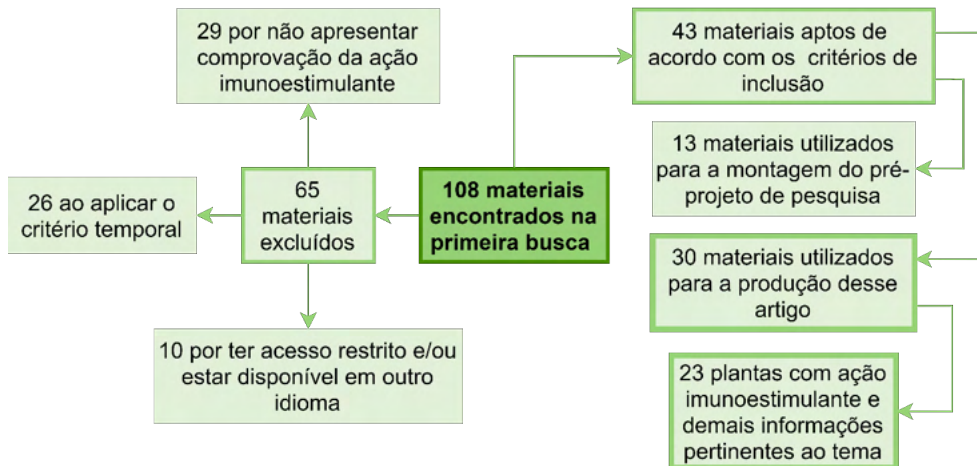 29 por não apresentar
comprovação da ação
imunoestimulante
43 materiais aptos de
acordo com os critérios de
inclusão
13 materiais utilizados
para a montagem do pré-
projeto de pesquisa
26 ao aplicar o
critério temporal
65
materiais
excluídos
108 materiais
encontrados na
primeira busca
30 materiais utilizados
para a produção desse
artigo
10 por ter acesso restrito e/ou
estar disponível em outro
idioma
23 plantas com ação
imunoestimulante e
demais informações
pertinentes ao tema